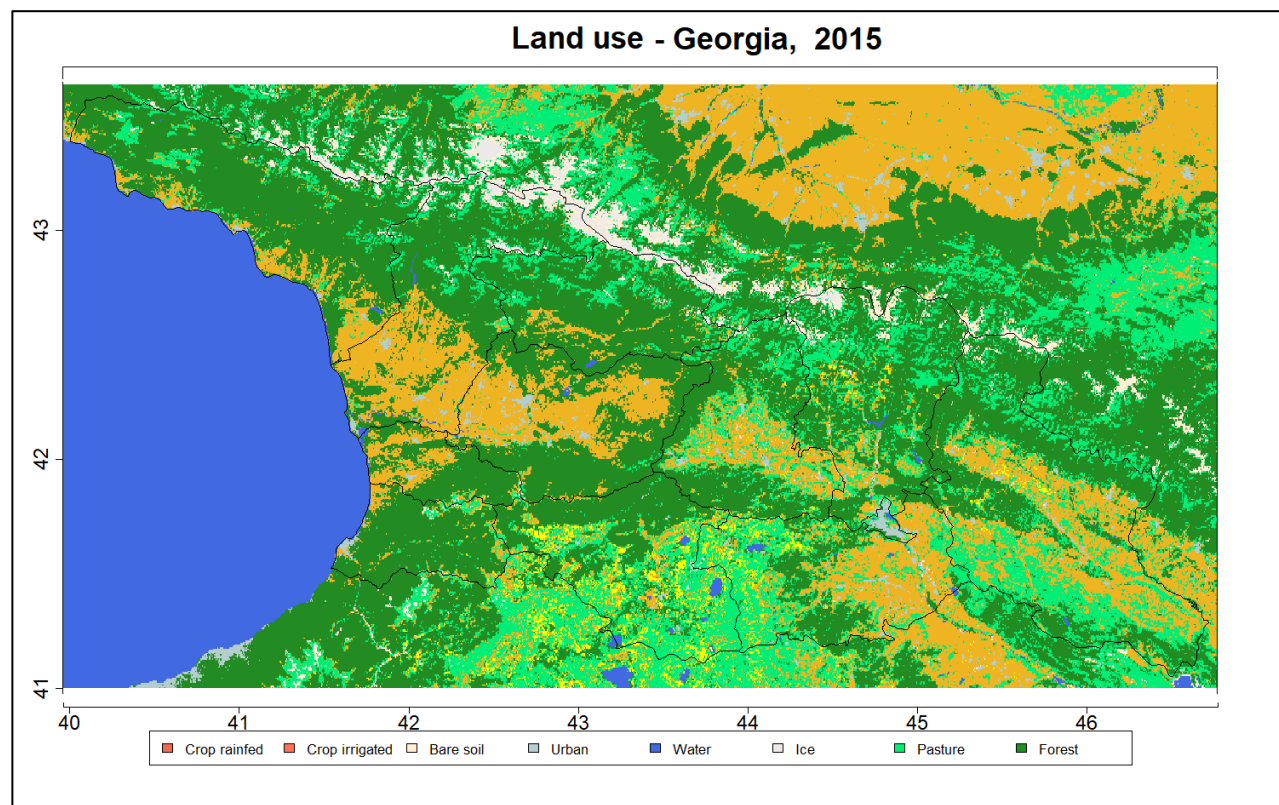 Land use - Georgia, 2015
43
42
41
40 41 42 43 44 45 46
Crop rainfed Crop irrigated Bare soil Urban Water Ice Pasture Forest